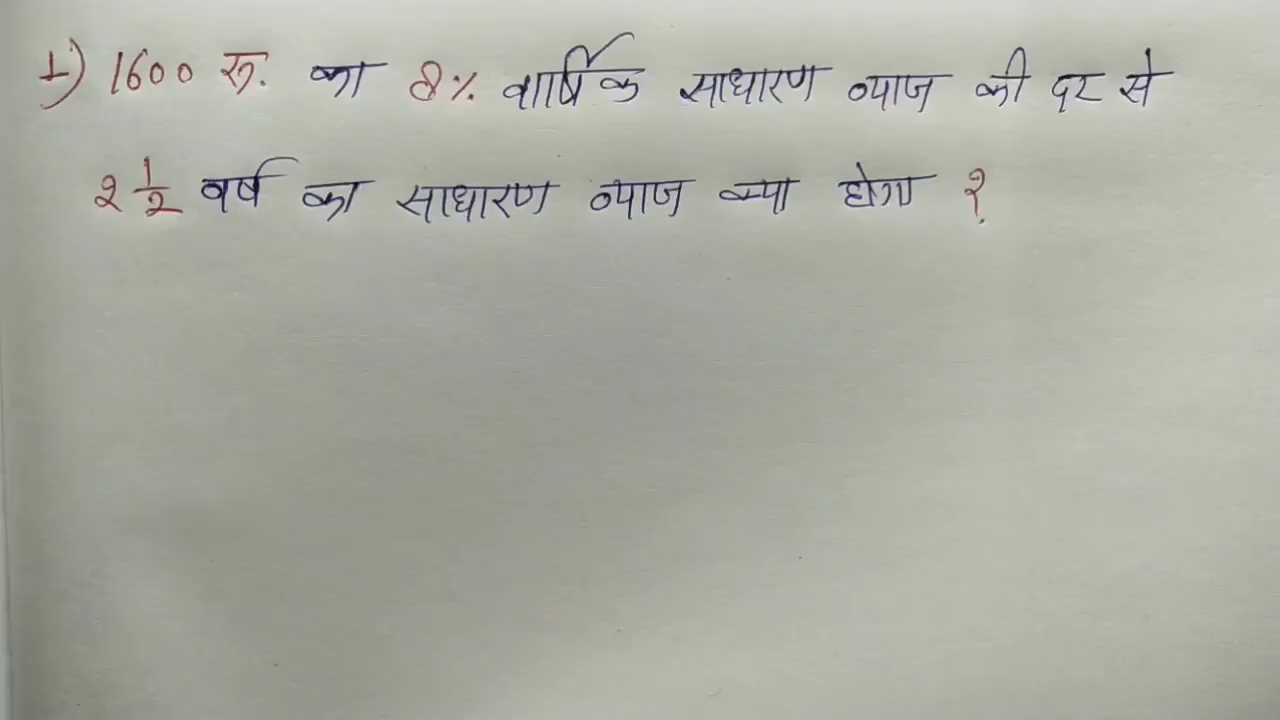 1) 1600 रू. का 8% वार्षिक साधारण ब्याज की दर से
2 1/2 वर्ष का साधारण ब्याज क्या होगा ?